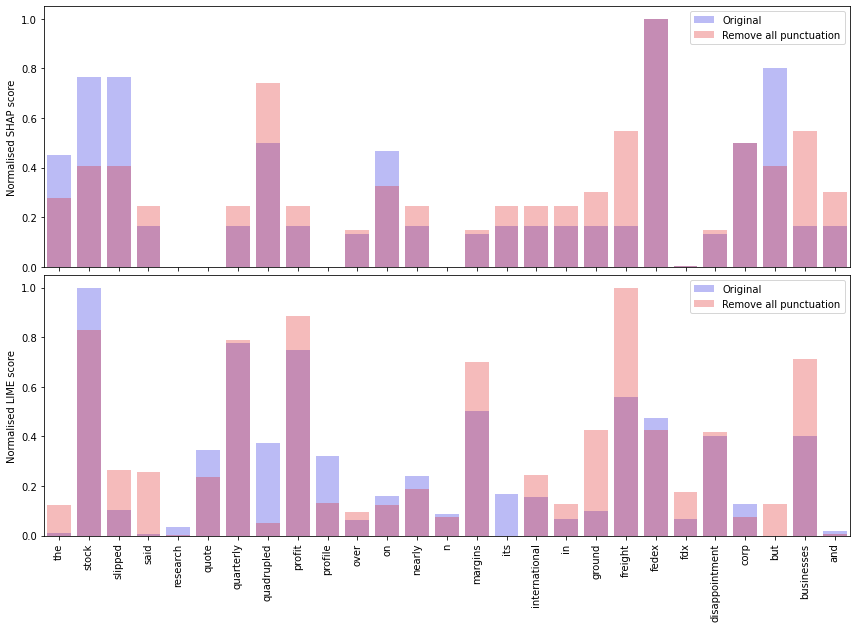 1.0
0.8
0.6
0.4
0.2
0.0
Normalised SHAP score
Original
Remove all punctuation
1.0
0.8
0.6
0.4
0.2
0.0
Normalised LIME score
Original
Remove all punctuation
the
stock
slipped
said
research
quote
quarterly
quadrupled
profit
profile
over
on
nearly
n
margins
its
international
in
ground
freight
fedex
fdx
disappointment
corp
but
businesses
and